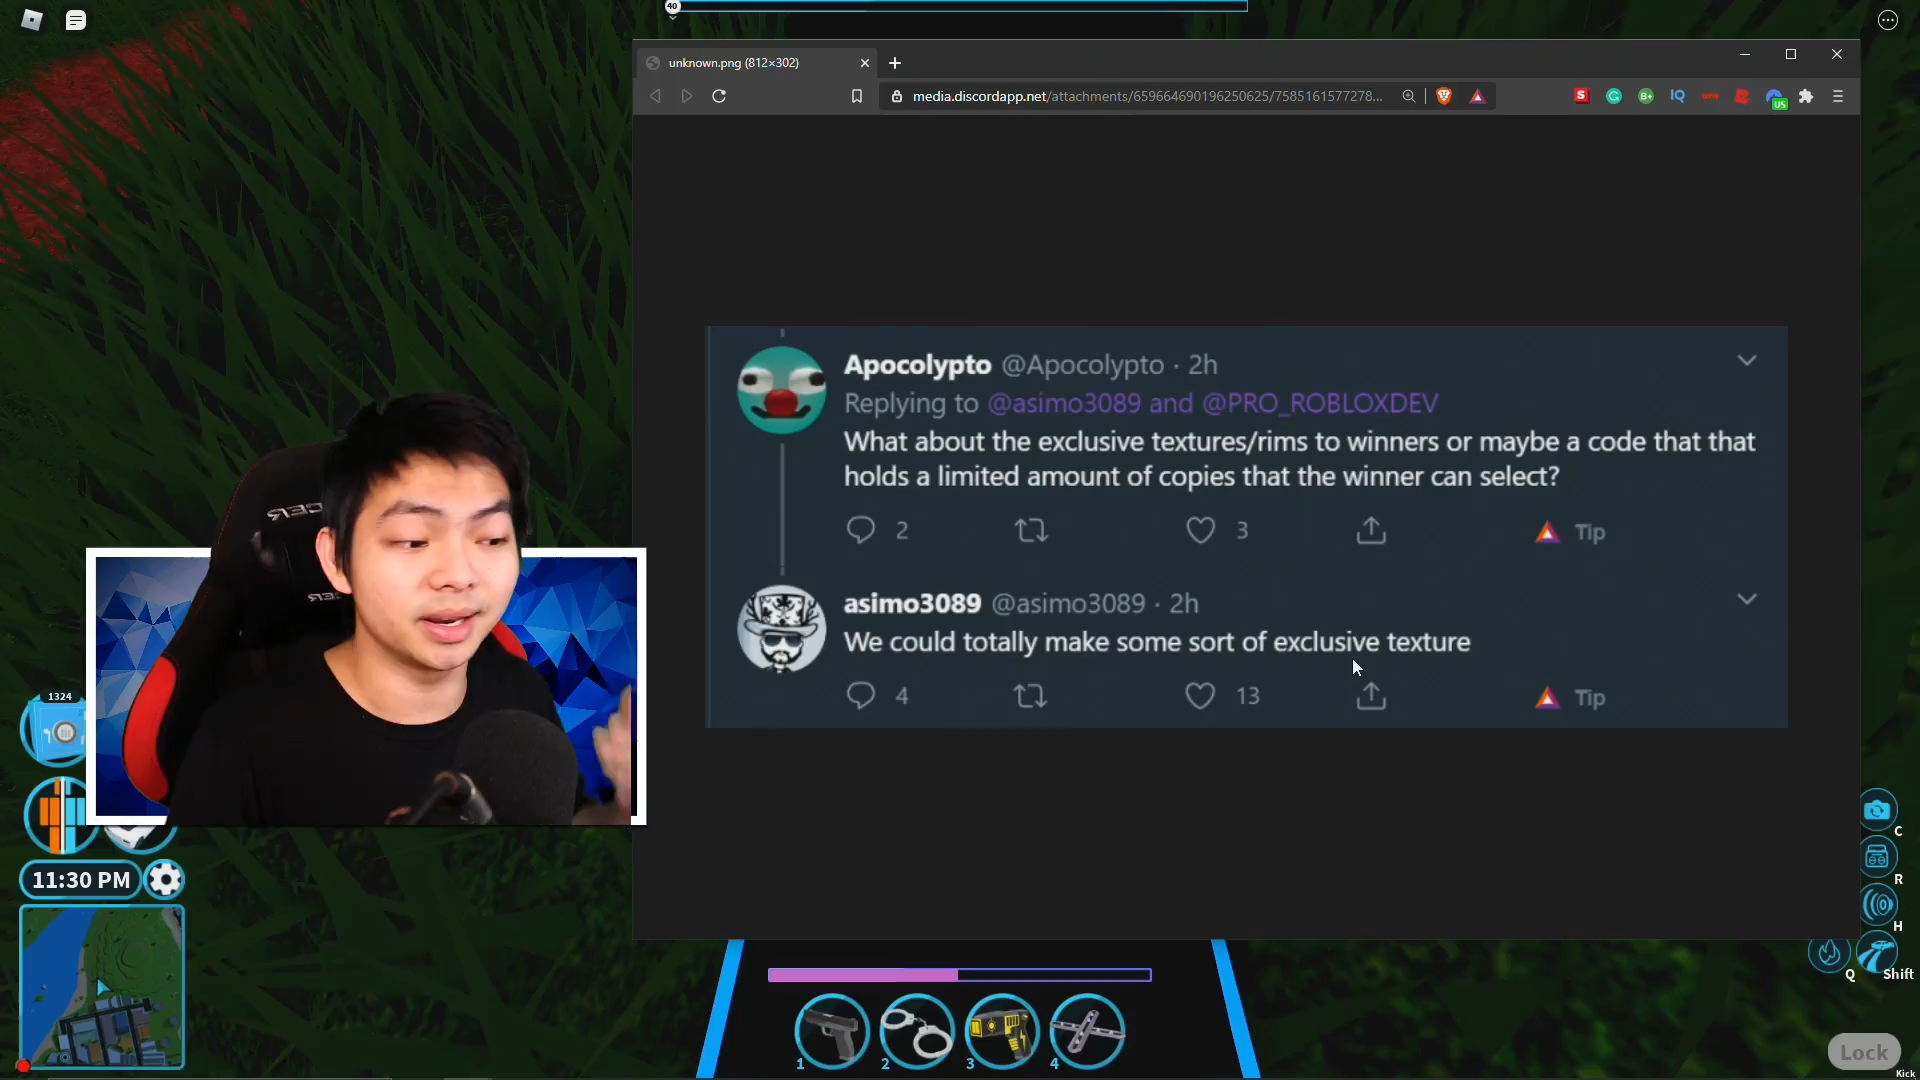 40
unknown.png (812×302)
media.discordapp.net/attachments/659664690196250625/7585161577278...
S
G
B+
IQ
US
Apocolypto @Apocolypto · 2h
Replying to @asimo3089 and @PRO_ROBLOXDEV
What about the exclusive textures/rims to winners or maybe a code that that
holds a limited amount of copies that the winner can select?
2
3
Tip
asimo3089 @asimo3089 · 2h
We could totally make some sort of exclusive texture
4
13
Tip
1324
11:30 PM
C
R
H
Q
Shift
1
2
3
4
Lock
Kick